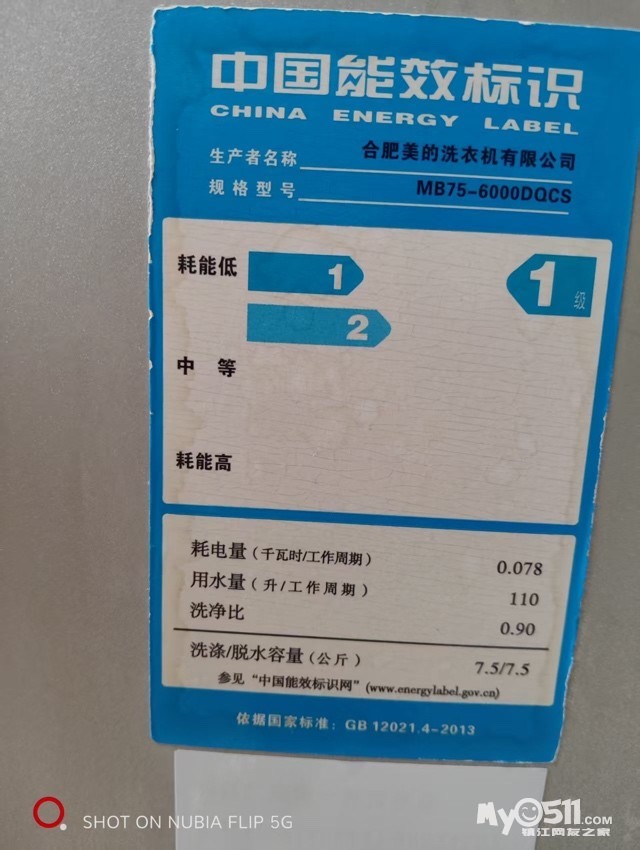 中国能效标识
CHINA ENERGY LABEL
生产者名称 合肥美的洗衣机有限公司
规格型号 MB75-6000DQCS
耗能低 1 1级
2
中等
耗能高
耗电量(千瓦时/工作周期) 0.078
用水量(升/工作周期) 110
洗净比 0.90
洗涤/脱水容量(公斤) 7.5/7.5
参见“中国能效标识网”(www.energylabel.gov.cn)
依据国家标准: GB 12021.4-2013
SHOT ON NUBIA FLIP 5G
My0511.com
镇江网友之家